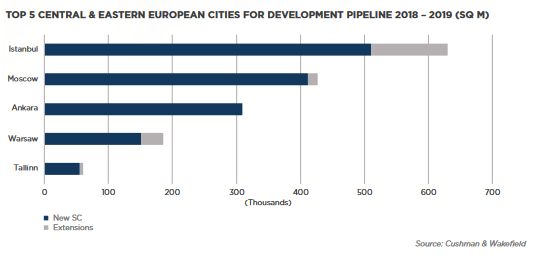 TOP 5 CENTRAL & EASTERN EUROPEAN CITIES FOR DEVELOPMENT PIPELINE 2018 – 2019 (SQ M)
Istanbul
Moscow
Ankara
Warsaw
Tallinn
0 100 200 300 400 500 600 700
(Thousands)
New SC
Extensions
Source: Cushman & Wakefield